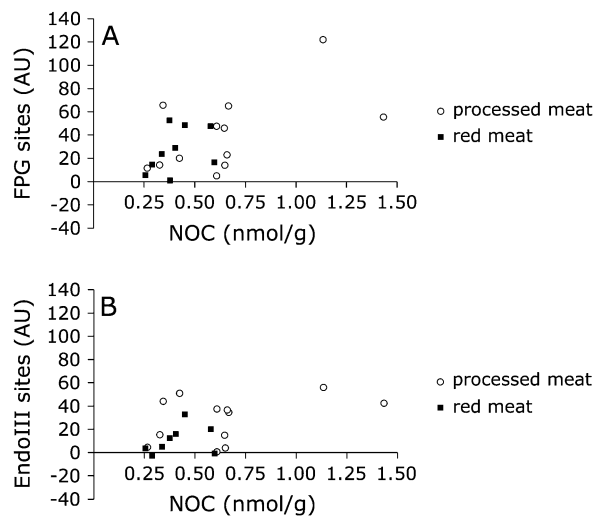 A
140
120
100
80
60
40
20
0
-20
-40
FPG sites (AU)
0.25 0.50 0.75 1.00 1.25 1.50
NOC (nmol/g)
processed meat
red meat
B
140
120
100
80
60
40
20
0
-20
-40
EndoIII sites (AU)
0.25 0.50 0.75 1.00 1.25 1.50
NOC (nmol/g)
processed meat
red meat